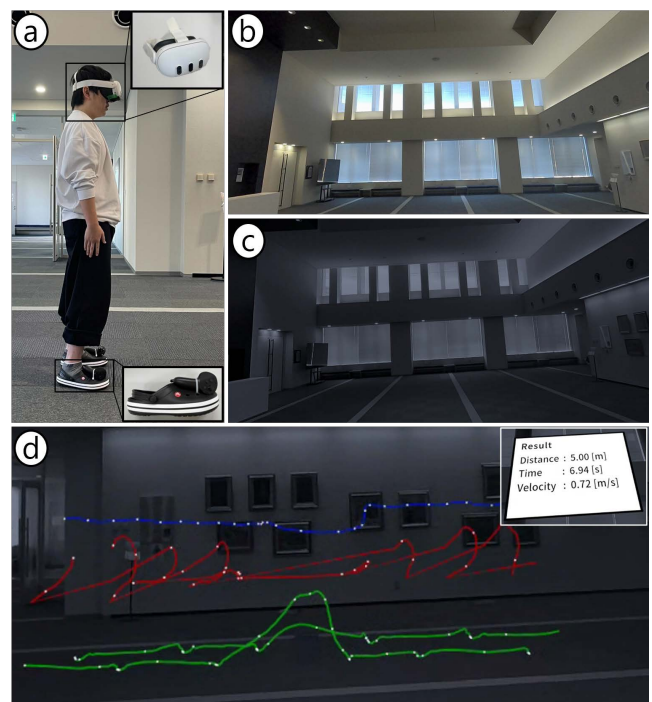 a
b
c
d
Result
Distance : 5.00 [m]
Time : 6.94 [s]
Velocity : 0.72 [m/s]